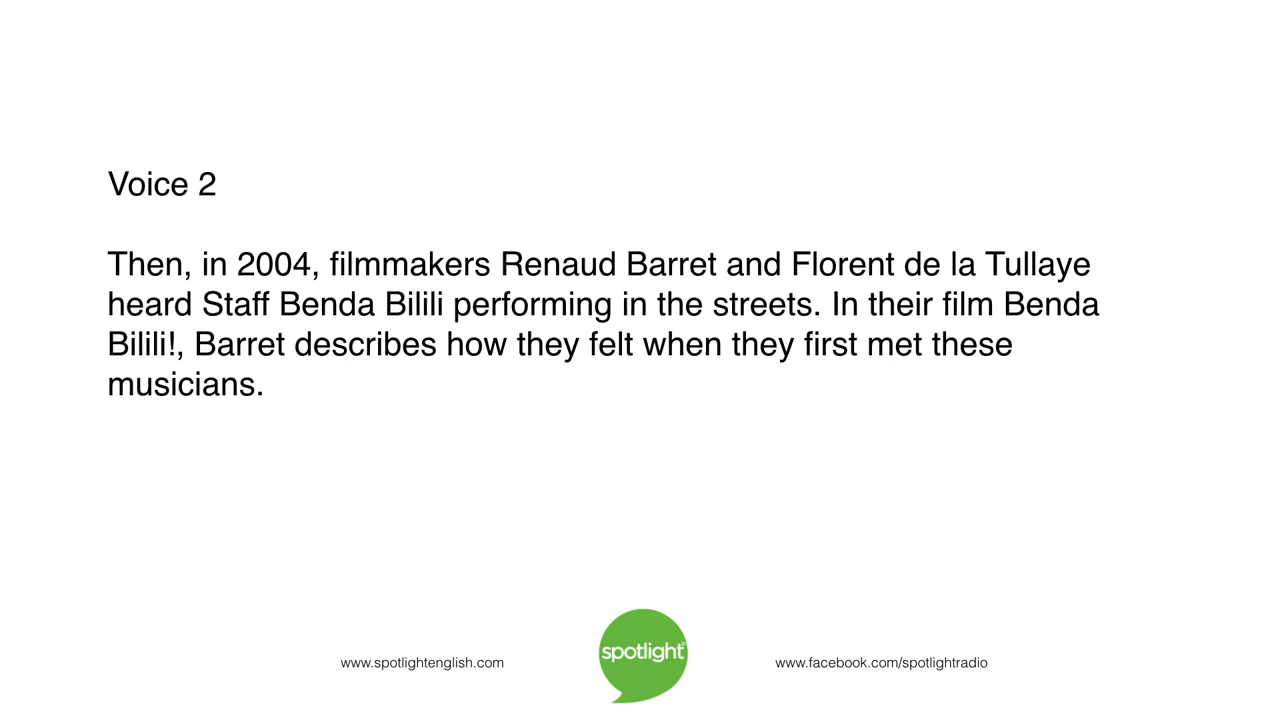 Voice 2
Then, in 2004, filmmakers Renaud Barret and Florent de la Tullaye
heard Staff Benda Bilili performing in the streets. In their film Benda
Bilili!, Barret describes how they felt when they first met these
musicians.
www.spotlightenglish.com
spotlight®
www.facebook.com/spotlightradio